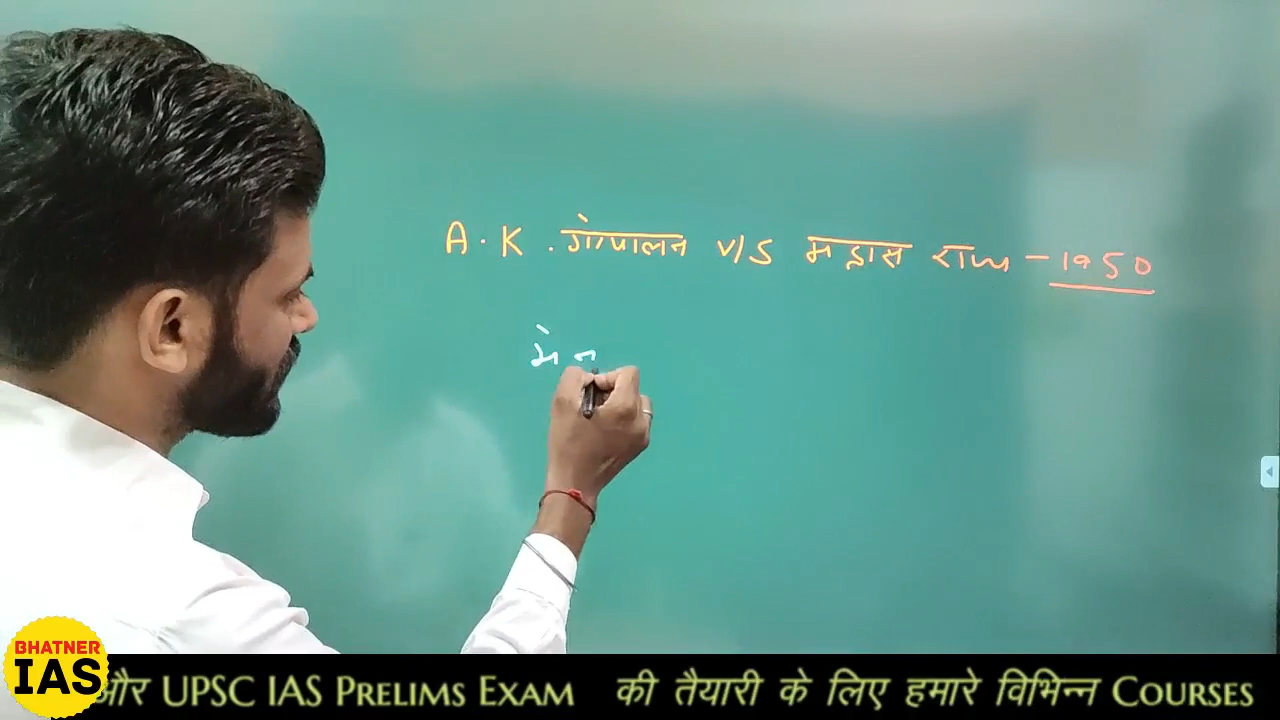 A.K. गोपालन v/s मद्रास राज्य - 1950
मेन
BHATNER
IAS
और UPSC IAS PRELIMS EXAM की तैयारी के लिए हमारे विभिन्न COURSES